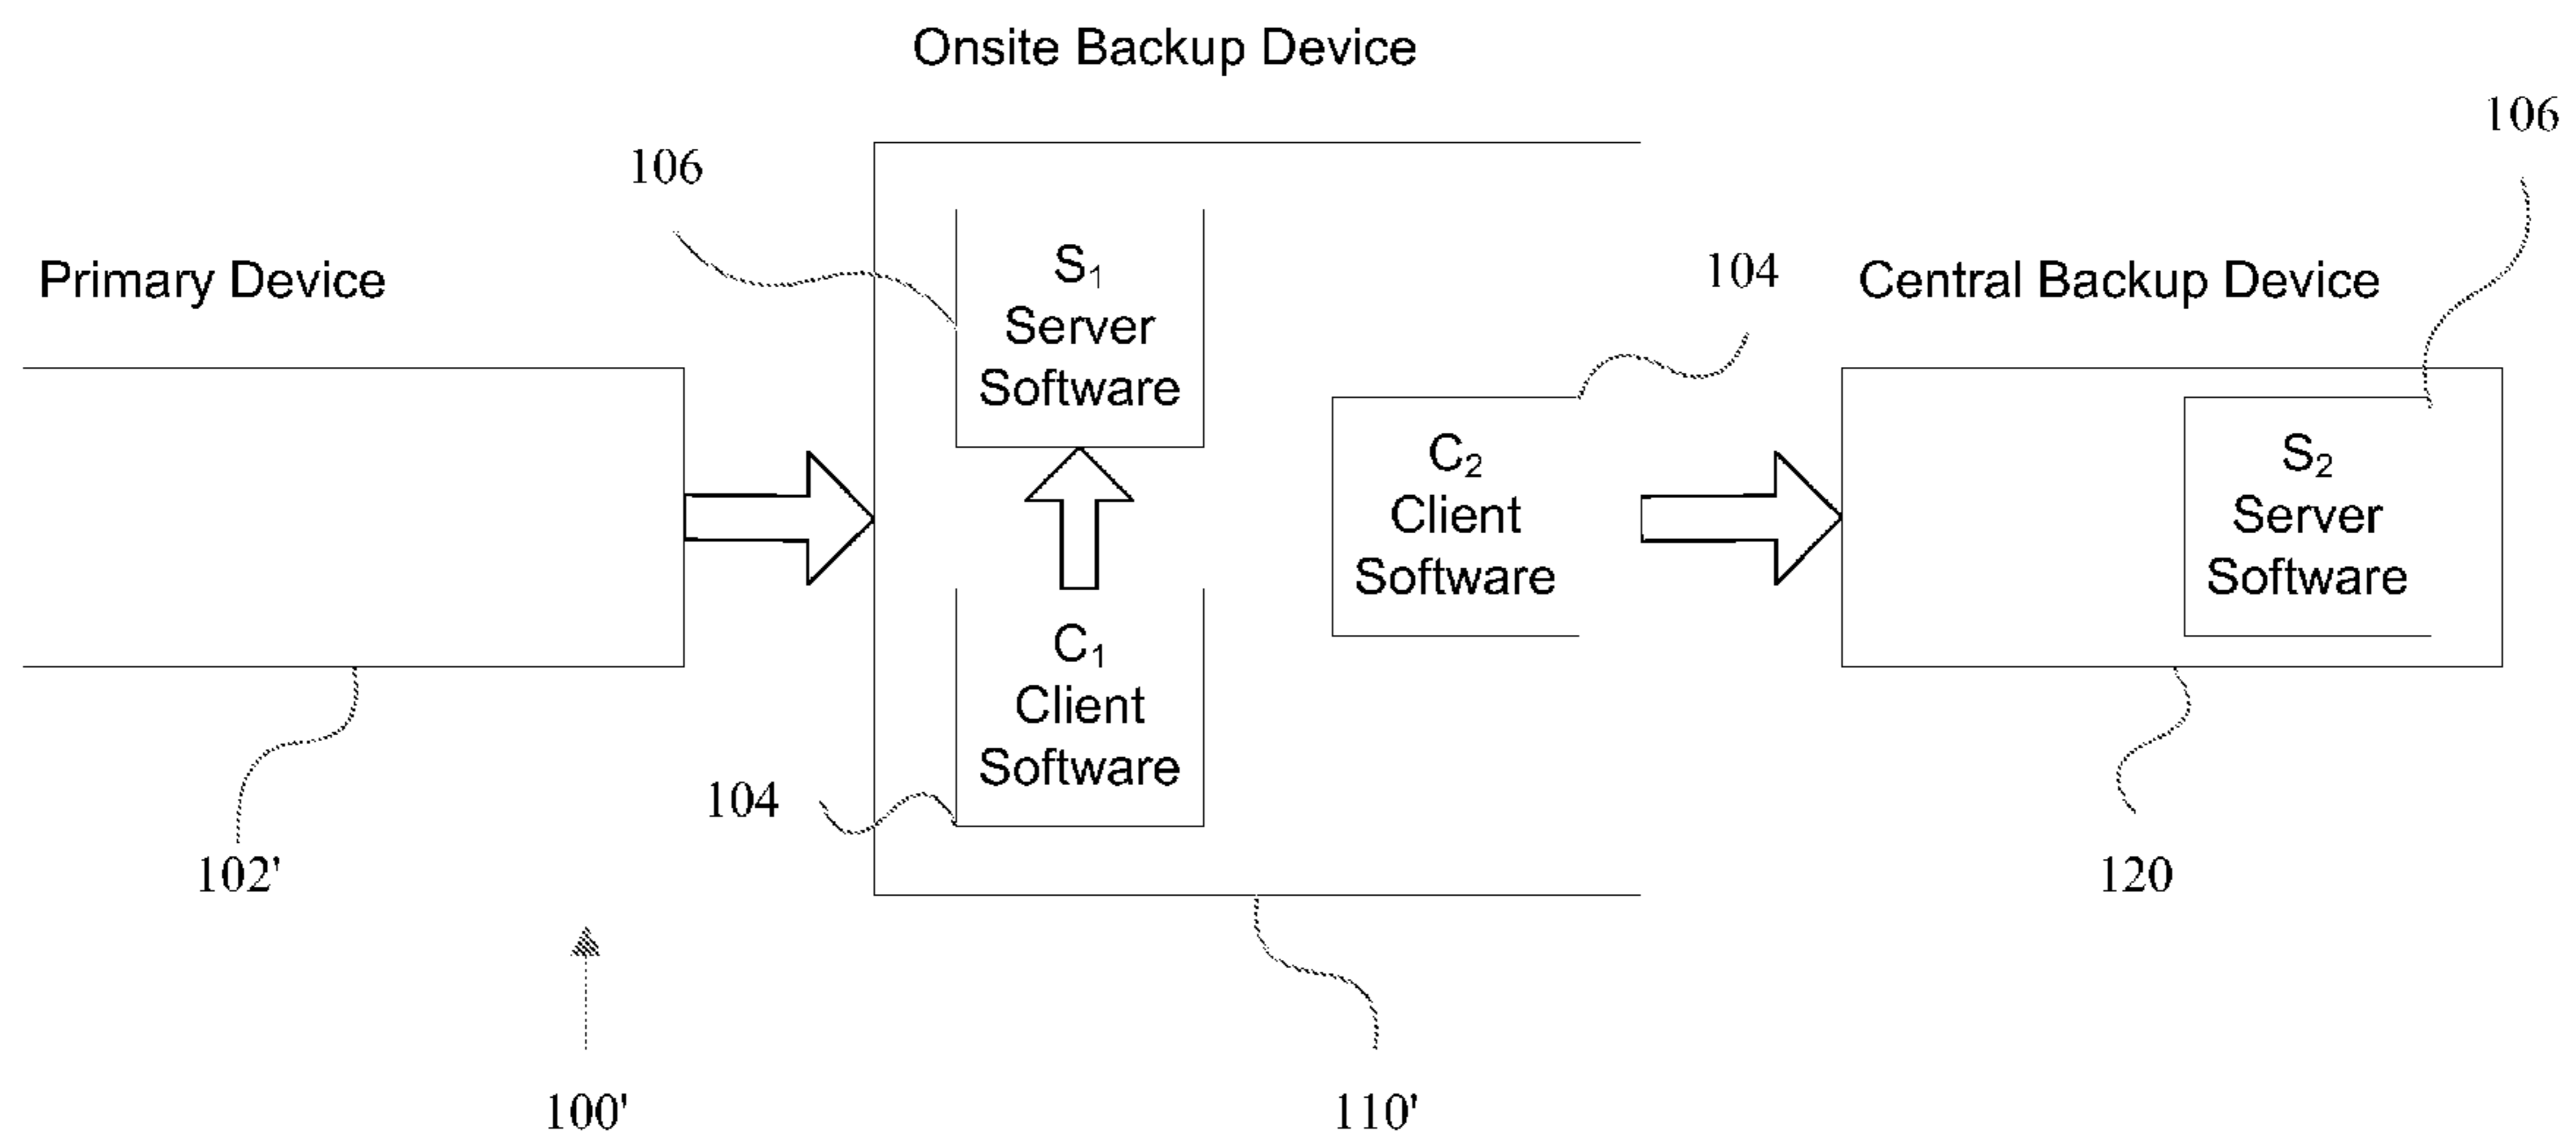 Onsite Backup Device
106
106
Primary Device
S₁
Server
Software
104
Central Backup Device
C₂
Client
Software
S₂
Server
Software
C₁
Client
Software
104
102'
120
100'
110'